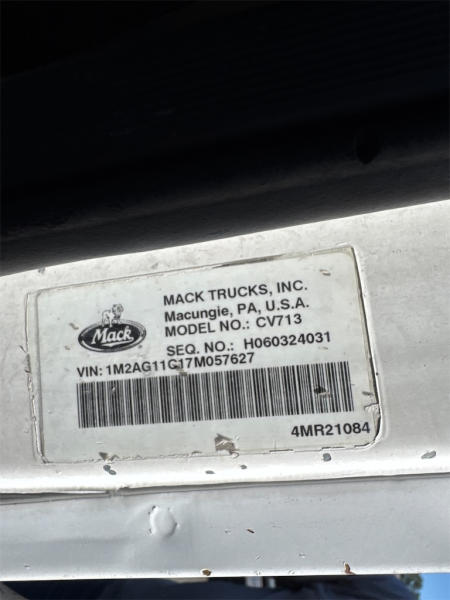 Mack
MACK TRUCKS, INC.
Macungie, PA, U.S.A.
MODEL NO.: CV713
SEQ. NO.: H060324031
VIN: 1M2AG11C17M057627
4MR21084